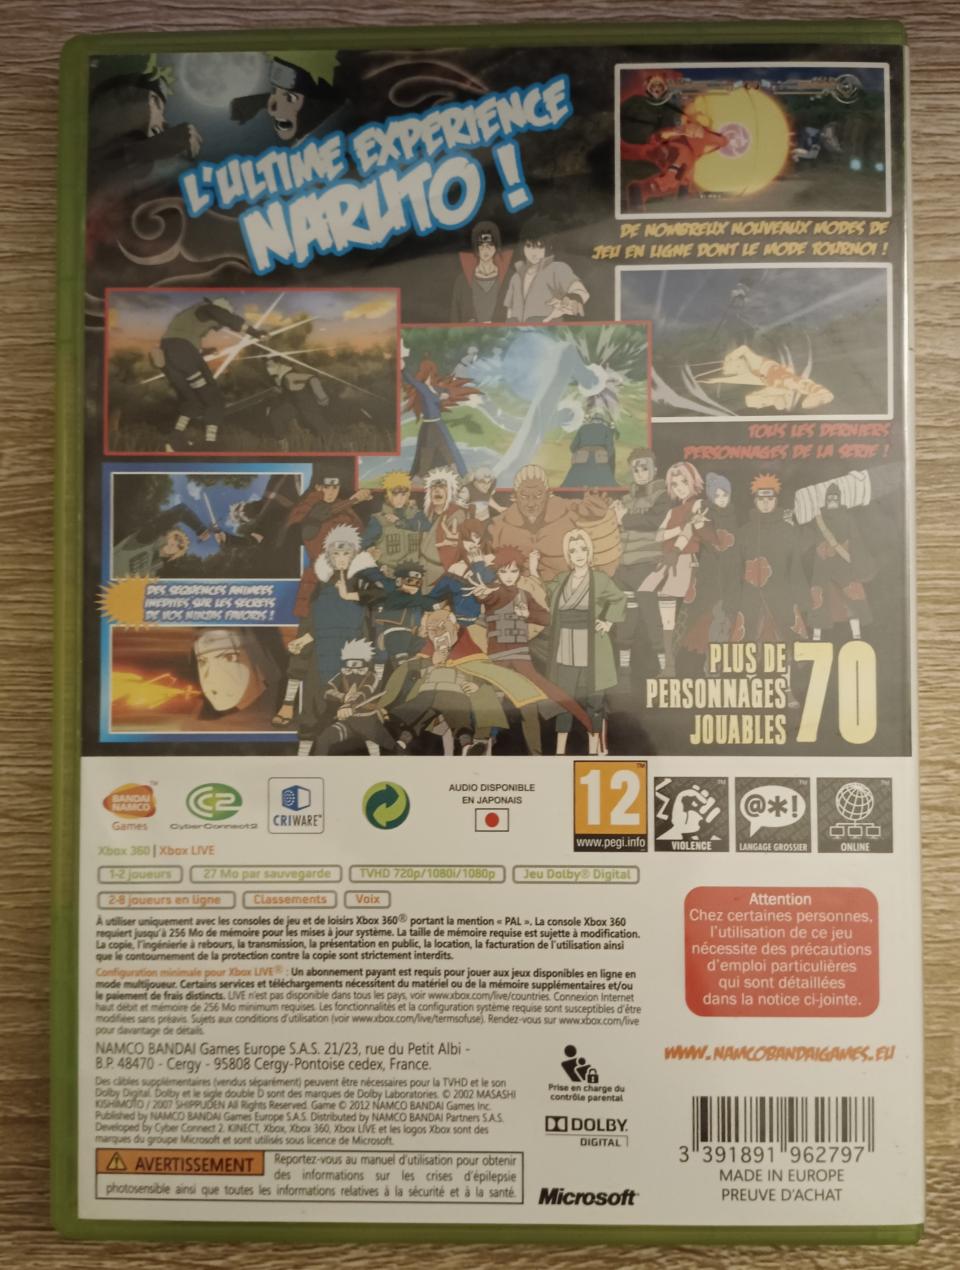 L'ULTIME EXPERIENCE
NARUTO !
DE NOMBREUX NOUVEAUX MODES DE
JEU EN LIGNE DONT LE MODE TOURNOI !
TOUS LES DERNIERS
PERSONNAGES DE LA SERIE !
DES SEQUENCES ANIMEES
INEDITES SUR LES SECRETS
DE VOS NINJAS FAVORIS !
PLUS DE
PERSONNAGES
JOUABLES
70
BANDAI
NAMCO
Games
CyberConnect2
CRIWARE™
AUDIO DISPONIBLE
EN JAPONAIS
12
www.pegi.info
VIOLENCE
@*!
LANGAGE GROSSIER
ONLINE
Xbox 360 | Xbox LIVE
1-2 joueurs
27 Mo par sauvegarde
TVHD 720p/1080i/1080p
Jeu Dolby® Digital
2-8 joueurs en ligne
Classements
Voix
À utiliser uniquement avec les consoles de jeu et de loisirs Xbox 360® portant la mention « PAL ». La console Xbox 360
requiert jusqu'à 256 Mo de mémoire pour les mises à jour système. La taille de mémoire requise est sujette à modification.
La copie, l'ingénierie à rebours, la transmission, la présentation en public, la location, la facturation de l'utilisation ainsi
que le contournement de la protection contre la copie sont strictement interdits.
Configuration minimale pour Xbox LIVE® : Un abonnement payant est requis pour jouer aux jeux disponibles en ligne en
mode multijoueur. Certains services et téléchargements nécessitent du matériel ou de la mémoire supplémentaires et/ou
le paiement de frais distincts. LIVE n'est pas disponible dans tous les pays, voir www.xbox.com/live/countries. Connexion Internet
haut débit et mémoire de 256 Mo minimum requises. Les fonctionnalités et la configuration système requise sont susceptibles d'être
modifiées sans préavis. Sujets aux conditions d'utilisation (voir www.xbox.com/live/termsofuse). Rendez-vous sur www.xbox.com/live
pour davantage de détails.
Attention
Chez certaines personnes,
l'utilisation de ce jeu
nécessite des précautions
d'emploi particulières
qui sont détaillées
dans la notice ci-jointe.
NAMCO BANDAI Games Europe S.A.S. 21/23, rue du Petit Albi -
B.P. 48470 - Cergy - 95808 Cergy-Pontoise cedex, France.
WWW.NAMCOBANDAIGAMES.EU
Des câbles supplémentaires (vendus séparément) peuvent être nécessaires pour la TVHD et le son
Dolby Digital. Dolby et le sigle double D sont des marques de Dolby Laboratories. © 2002 MASASHI
KISHIMOTO / 2007 SHIPPUDEN All Rights Reserved. Game © 2012 NAMCO BANDAI Games Inc.
Published by NAMCO BANDAI Games Europe S.A.S. Distributed by NAMCO BANDAI Partners S.A.S.
Developed by Cyber Connect 2. KINECT, Xbox, Xbox 360, Xbox LIVE et les logos Xbox sont des
marques du groupe Microsoft et sont utilisés sous licence de Microsoft.
Prise en charge du
contrôle parental
DOLBY
DIGITAL
AVERTISSEMENT
Reportez-vous au manuel d'utilisation pour obtenir
des informations sur les crises d'épilepsie
photosensible ainsi que toutes les informations relatives à la sécurité et à la santé.
Microsoft®
3 391891 962797
MADE IN EUROPE
PREUVE D'ACHAT